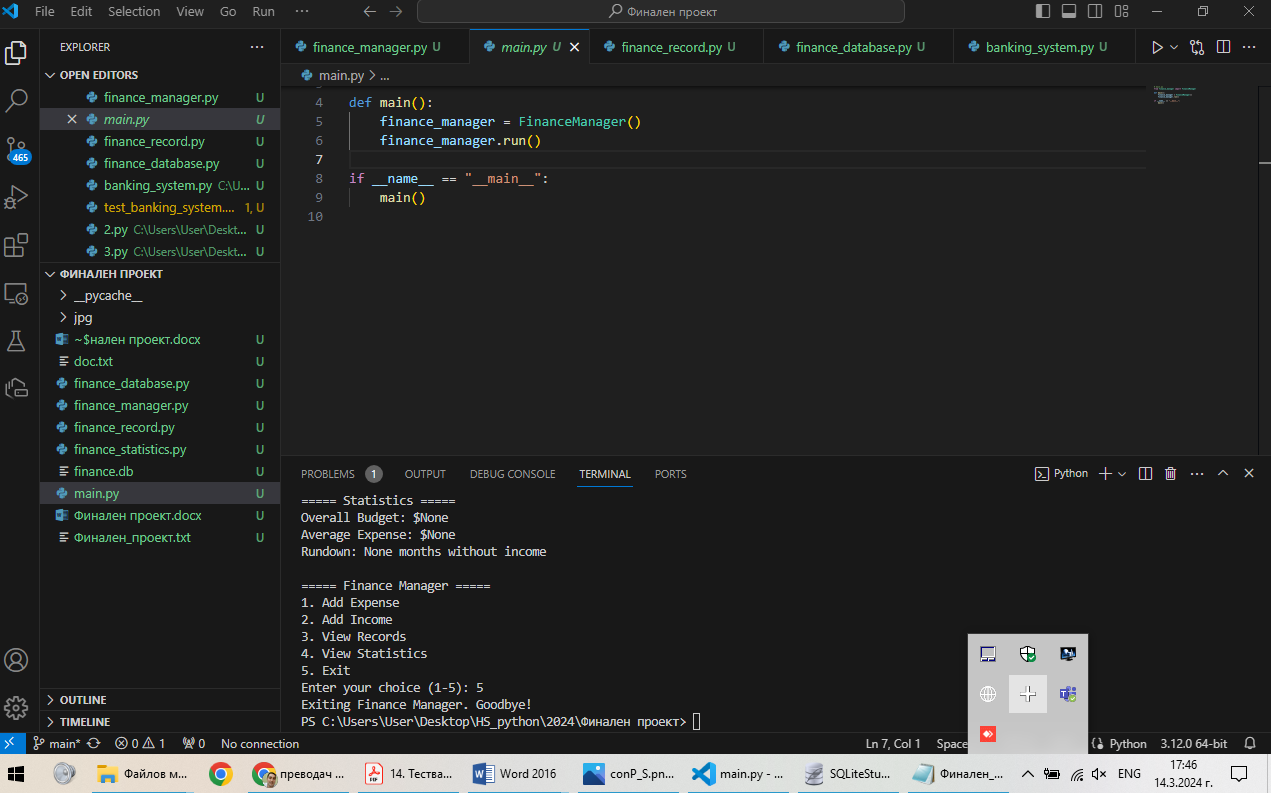 File Edit Selection View Go Run ··· Финален проект
EXPLORER ···
OPEN EDITORS
finance_manager.py U
main.py U
finance_record.py U
finance_database.py U
banking_system.py C:\U... U
test_banking_system.... 1, U
2.py C:\Users\User\Deskt... U
3.py C:\Users\User\Deskt... U
ФИНАЛЕН ПРОЕКТ
__pycache__
jpg
~$нален проект.docx U
doc.txt U
finance_database.py U
finance_manager.py U
finance_record.py U
finance_statistics.py U
finance.db U
main.py U
Финален проект.docx U
Финален_проект.txt U
OUTLINE
TIMELINE
465
finance_manager.py U main.py U finance_record.py U finance_database.py U banking_system.py U
main.py > ...
4 def main():
5 finance_manager = FinanceManager()
6 finance_manager.run()
7
8 if __name__ == "__main__":
9 main()
10
PROBLEMS 1 OUTPUT DEBUG CONSOLE TERMINAL PORTS Python
===== Statistics =====
Overall Budget: $None
Average Expense: $None
Rundown: None months without income
===== Finance Manager =====
1. Add Expense
2. Add Income
3. View Records
4. View Statistics
5. Exit
Enter your choice (1-5): 5
Exiting Finance Manager. Goodbye!
PS C:\Users\User\Desktop\HS_python\2024\Финален проект>
main* 0 1 0 No connection Ln 7, Col 1 Space Python 3.12.0 64-bit
Файлов м... преводач ... 14. Тества... Word 2016 conP_S.pn... main.py - ... SQLiteStu... Финален_... ENG 17:46
14.3.2024 г.